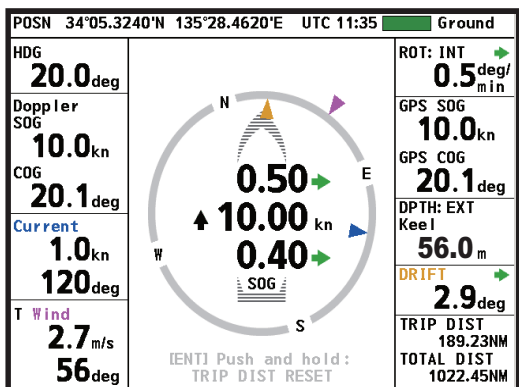 POSN 34°05.3240'N 135°28.4620'E UTC 11:35 Ground
HDG
20.0deg
Doppler
SOG
10.0kn
COG
20.1deg
Current
1.0kn
120deg
T Wind
2.7m/s
56deg
N
E
W
S
0.50
10.00 kn
0.40
SOG
[ENT] Push and hold:
TRIP DIST RESET
ROT: INT
0.5deg/min
GPS SOG
10.0kn
GPS COG
20.1deg
DPTH: EXT
Keel
56.0m
DRIFT
2.9deg
TRIP DIST
189.23NM
TOTAL DIST
1022.45NM